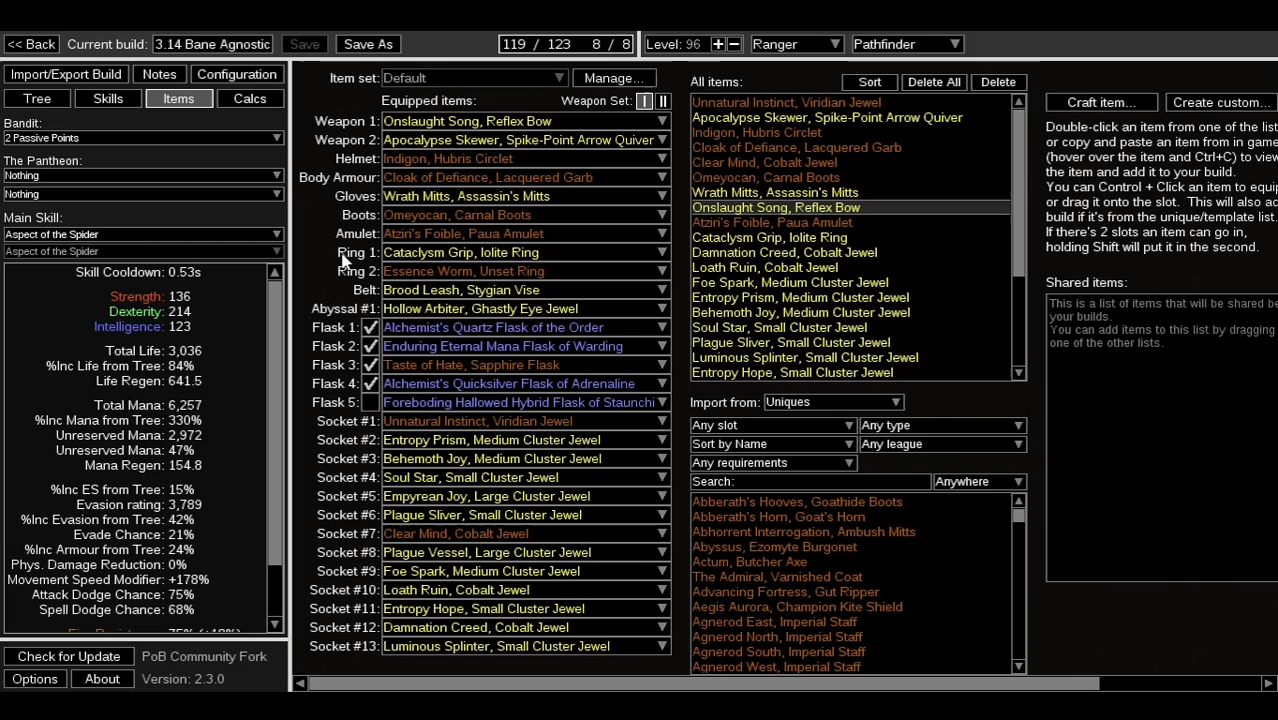 << Back Current build: 3.14 Bane Agnostic Save Save As 119 / 123 8 / 8 Level: 96 + - Ranger Pathfinder
Import/Export Build Notes Configuration
Tree Skills Items Calcs
Bandit:
2 Passive Points
The Pantheon:
Nothing
Nothing
Main Skill:
Aspect of the Spider
Aspect of the Spider
Skill Cooldown: 0.53s
Strength: 136
Dexterity: 214
Intelligence: 123
Total Life: 3,036
%Inc Life from Tree: 84%
Life Regen: 641.5
Total Mana: 6,257
%Inc Mana from Tree: 330%
Unreserved Mana: 2,972
Unreserved Mana: 47%
Mana Regen: 154.8
%Inc ES from Tree: 15%
Evasion rating: 3,789
%Inc Evasion from Tree: 42%
Evade Chance: 21%
%Inc Armour from Tree: 24%
Phys. Damage Reduction: 0%
Movement Speed Modifier: +178%
Attack Dodge Chance: 75%
Spell Dodge Chance: 68%
Check for Update PoB Community Fork
Options About Version: 2.3.0
Item set: Default Manage...
Equipped items: Weapon Set: I II
Weapon 1: Onslaught Song, Reflex Bow
Weapon 2: Apocalypse Skewer, Spike-Point Arrow Quiver
Helmet: Indigon, Hubris Circlet
Body Armour: Cloak of Defiance, Lacquered Garb
Gloves: Wrath Mitts, Assassin's Mitts
Boots: Omeyocan, Carnal Boots
Amulet: Atziri's Foible, Paua Amulet
Ring 1: Cataclysm Grip, Iolite Ring
Ring 2: Essence Worm, Unset Ring
Belt: Brood Leash, Stygian Vise
Abyssal #1: Hollow Arbiter, Ghastly Eye Jewel
Flask 1: Alchemist's Quartz Flask of the Order
Flask 2: Enduring Eternal Mana Flask of Warding
Flask 3: Taste of Hate, Sapphire Flask
Flask 4: Alchemist's Quicksilver Flask of Adrenaline
Flask 5: Foreboding Hallowed Hybrid Flask of Staunchi
Socket #1: Unnatural Instinct, Viridian Jewel
Socket #2: Entropy Prism, Medium Cluster Jewel
Socket #3: Behemoth Joy, Medium Cluster Jewel
Socket #4: Soul Star, Small Cluster Jewel
Socket #5: Empyrean Joy, Large Cluster Jewel
Socket #6: Plague Sliver, Small Cluster Jewel
Socket #7: Clear Mind, Cobalt Jewel
Socket #8: Plague Vessel, Large Cluster Jewel
Socket #9: Foe Spark, Medium Cluster Jewel
Socket #10: Loath Ruin, Cobalt Jewel
Socket #11: Entropy Hope, Small Cluster Jewel
Socket #12: Damnation Creed, Cobalt Jewel
Socket #13: Luminous Splinter, Small Cluster Jewel
All items: Sort Delete All Delete
Unnatural Instinct, Viridian Jewel
Apocalypse Skewer, Spike-Point Arrow Quiver
Indigon, Hubris Circlet
Cloak of Defiance, Lacquered Garb
Clear Mind, Cobalt Jewel
Omeyocan, Carnal Boots
Wrath Mitts, Assassin's Mitts
Onslaught Song, Reflex Bow
Atziri's Foible, Paua Amulet
Cataclysm Grip, Iolite Ring
Damnation Creed, Cobalt Jewel
Loath Ruin, Cobalt Jewel
Foe Spark, Medium Cluster Jewel
Entropy Prism, Medium Cluster Jewel
Behemoth Joy, Medium Cluster Jewel
Soul Star, Small Cluster Jewel
Plague Sliver, Small Cluster Jewel
Luminous Splinter, Small Cluster Jewel
Entropy Hope, Small Cluster Jewel
Import from: Uniques
Any slot Any type
Sort by Name Any league
Any requirements
Search: Anywhere
Abberath's Hooves, Goathide Boots
Abberath's Horn, Goat's Horn
Abhorrent Interrogation, Ambush Mitts
Abyssus, Ezomyte Burgonet
Actum, Butcher Axe
The Admiral, Varnished Coat
Advancing Fortress, Gut Ripper
Aegis Aurora, Champion Kite Shield
Agnerod East, Imperial Staff
Agnerod North, Imperial Staff
Agnerod South, Imperial Staff
Agnerod West, Imperial Staff
Craft item... Create custom...
Double-click an item from one of the list
or copy and paste an item from in game
(hover over the item and Ctrl+C) to view
the item and add it to your build.
You can Control + Click an item to equip
or drag it onto the slot. This will also ad
build if it's from the unique/template list.
If there's 2 slots an item can go in,
holding Shift will put it in the second.
Shared items:
This is a list of items that will be shared be
your builds.
You can add items to this list by dragging
one of the other lists.